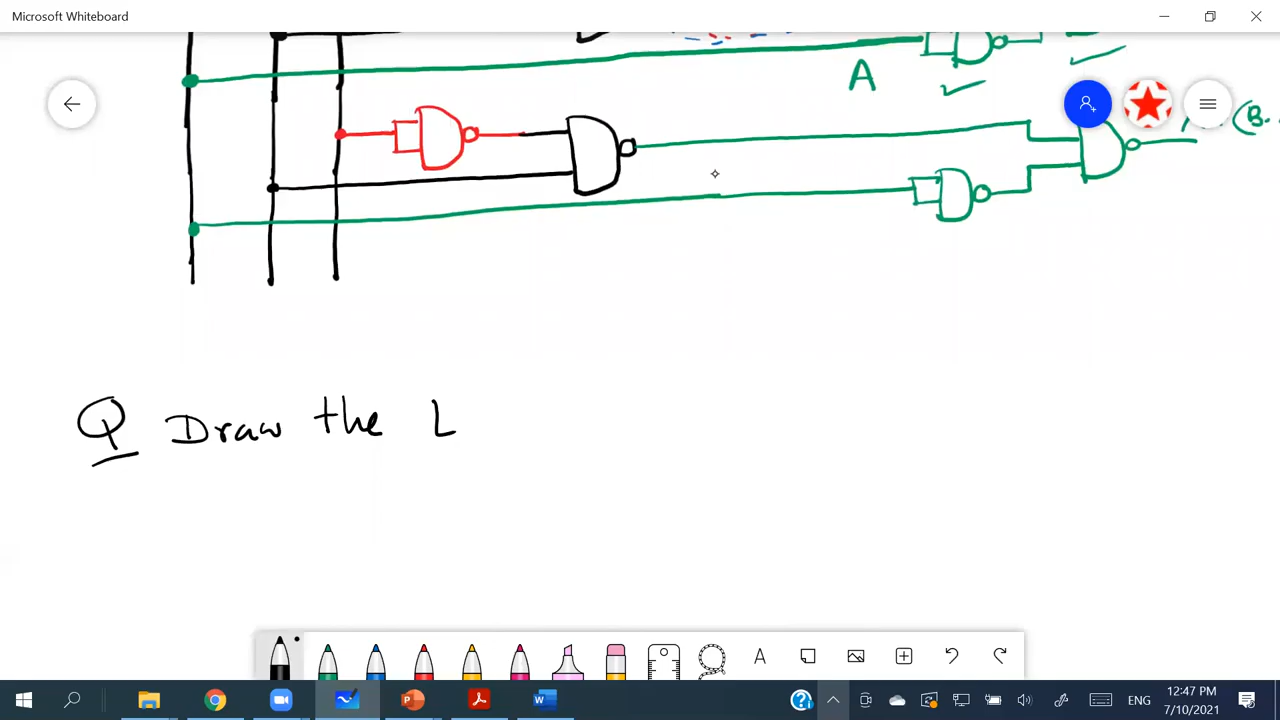 Microsoft Whiteboard
A
(B.
Q Draw the L
A
ENG
12:47 PM
7/10/2021